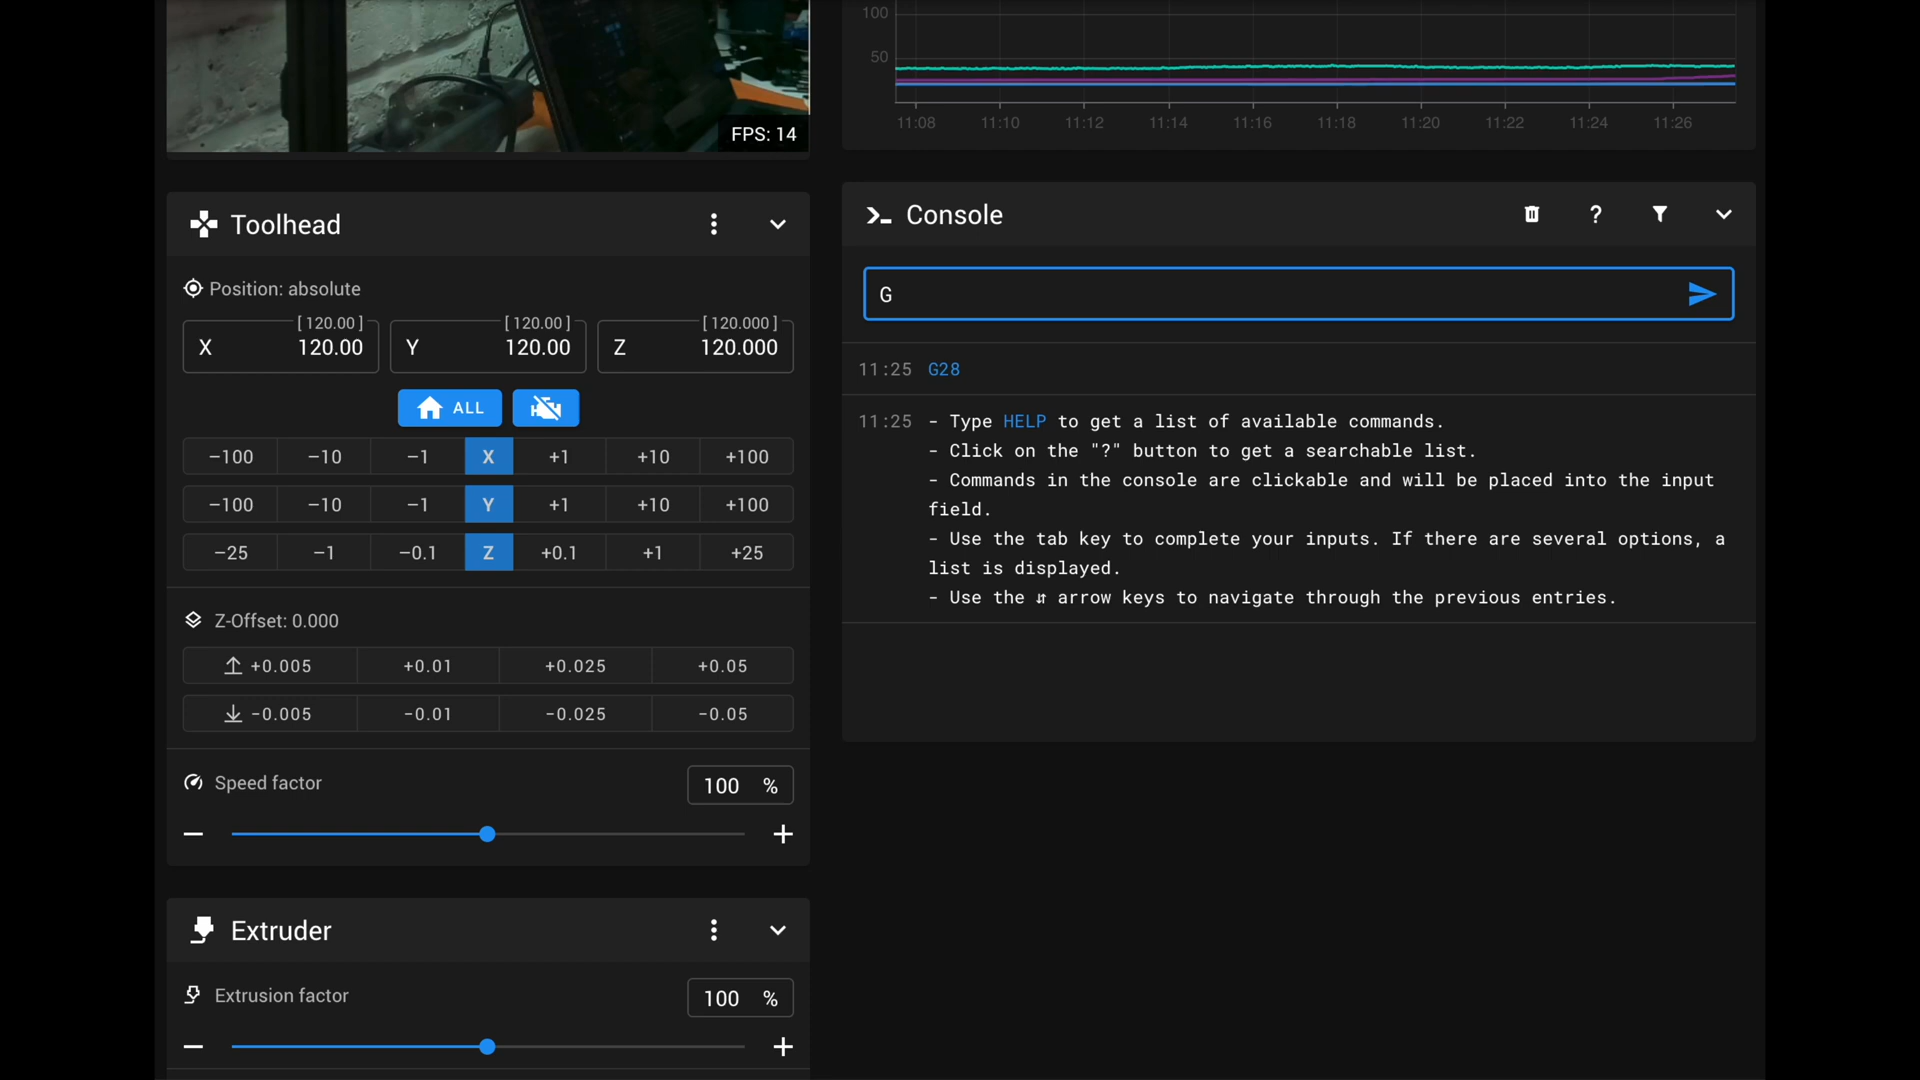 FPS: 14
100
50
11:08 11:10 11:12 11:14 11:16 11:18 11:20 11:22 11:24 11:26
Toolhead
Position: absolute
[ 120.00 ] [ 120.00 ] [ 120.000 ]
X 120.00 Y 120.00 Z 120.000
ALL
−100 −10 −1 X +1 +10 +100
−100 −10 −1 Y +1 +10 +100
−25 −1 −0.1 Z +0.1 +1 +25
Z-Offset: 0.000
+0.005 +0.01 +0.025 +0.05
−0.005 −0.01 −0.025 −0.05
Speed factor 100 %
Extruder
Extrusion factor 100 %
Console ?
G
11:25 G28
11:25 - Type HELP to get a list of available commands.
- Click on the "?" button to get a searchable list.
- Commands in the console are clickable and will be placed into the input
field.
- Use the tab key to complete your inputs. If there are several options, a
list is displayed.
- Use the ⇵ arrow keys to navigate through the previous entries.